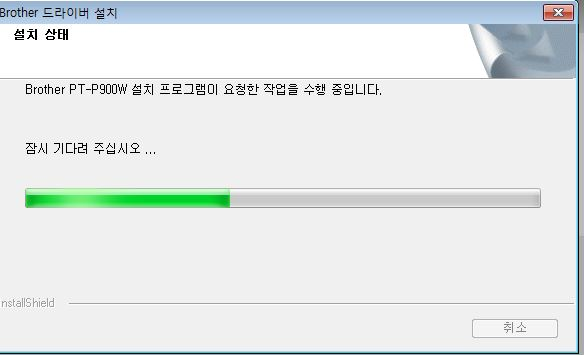 Brother 드라이버 설치
설치 상태
Brother PT-P900W 설치 프로그램이 요청한 작업을 수행 중입니다.
잠시 기다려 주십시오 ...
nstallShield
취소